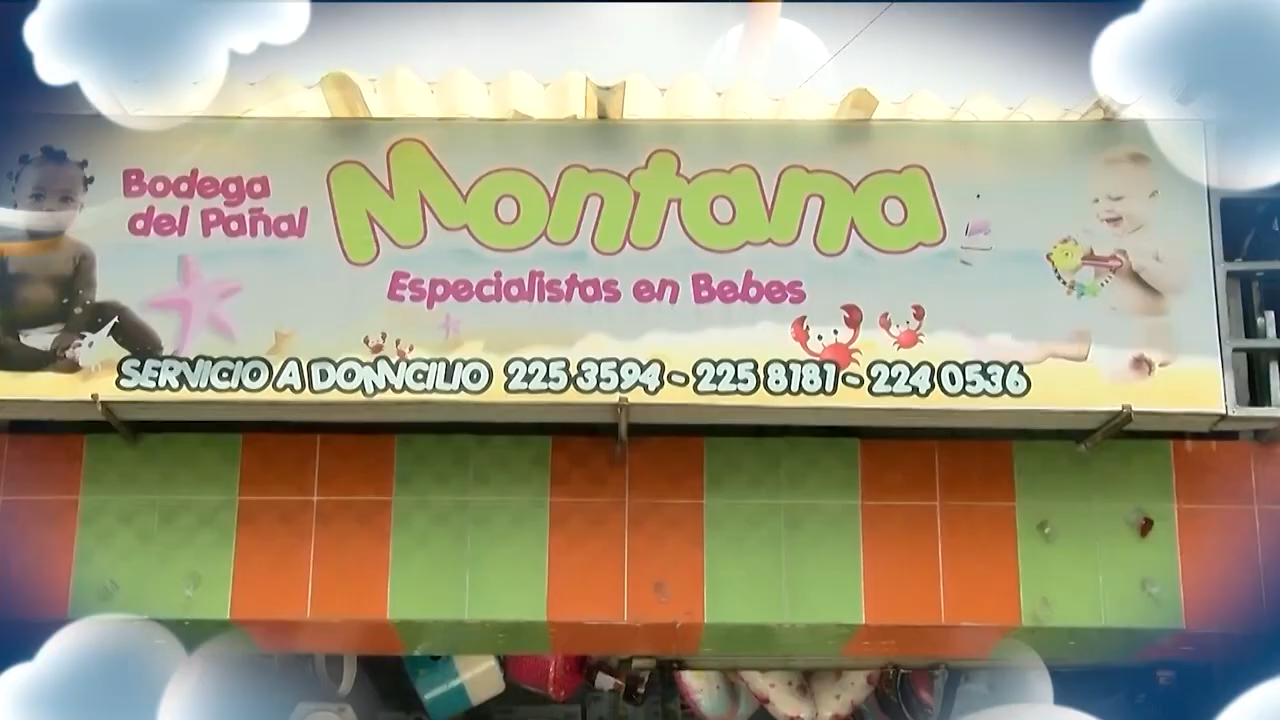 Bodega
del Pañal
Montana
Especialistas en Bebes
SERVICIO A DOMICILIO 225 3594 - 225 8181 - 224 0536